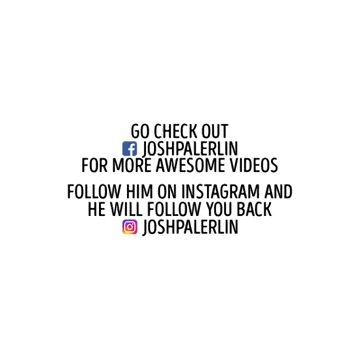 GO CHECK OUT
JOSHPALERLIN
FOR MORE AWESOME VIDEOS
FOLLOW HIM ON INSTAGRAM AND
HE WILL FOLLOW YOU BACK
JOSHPALERLIN